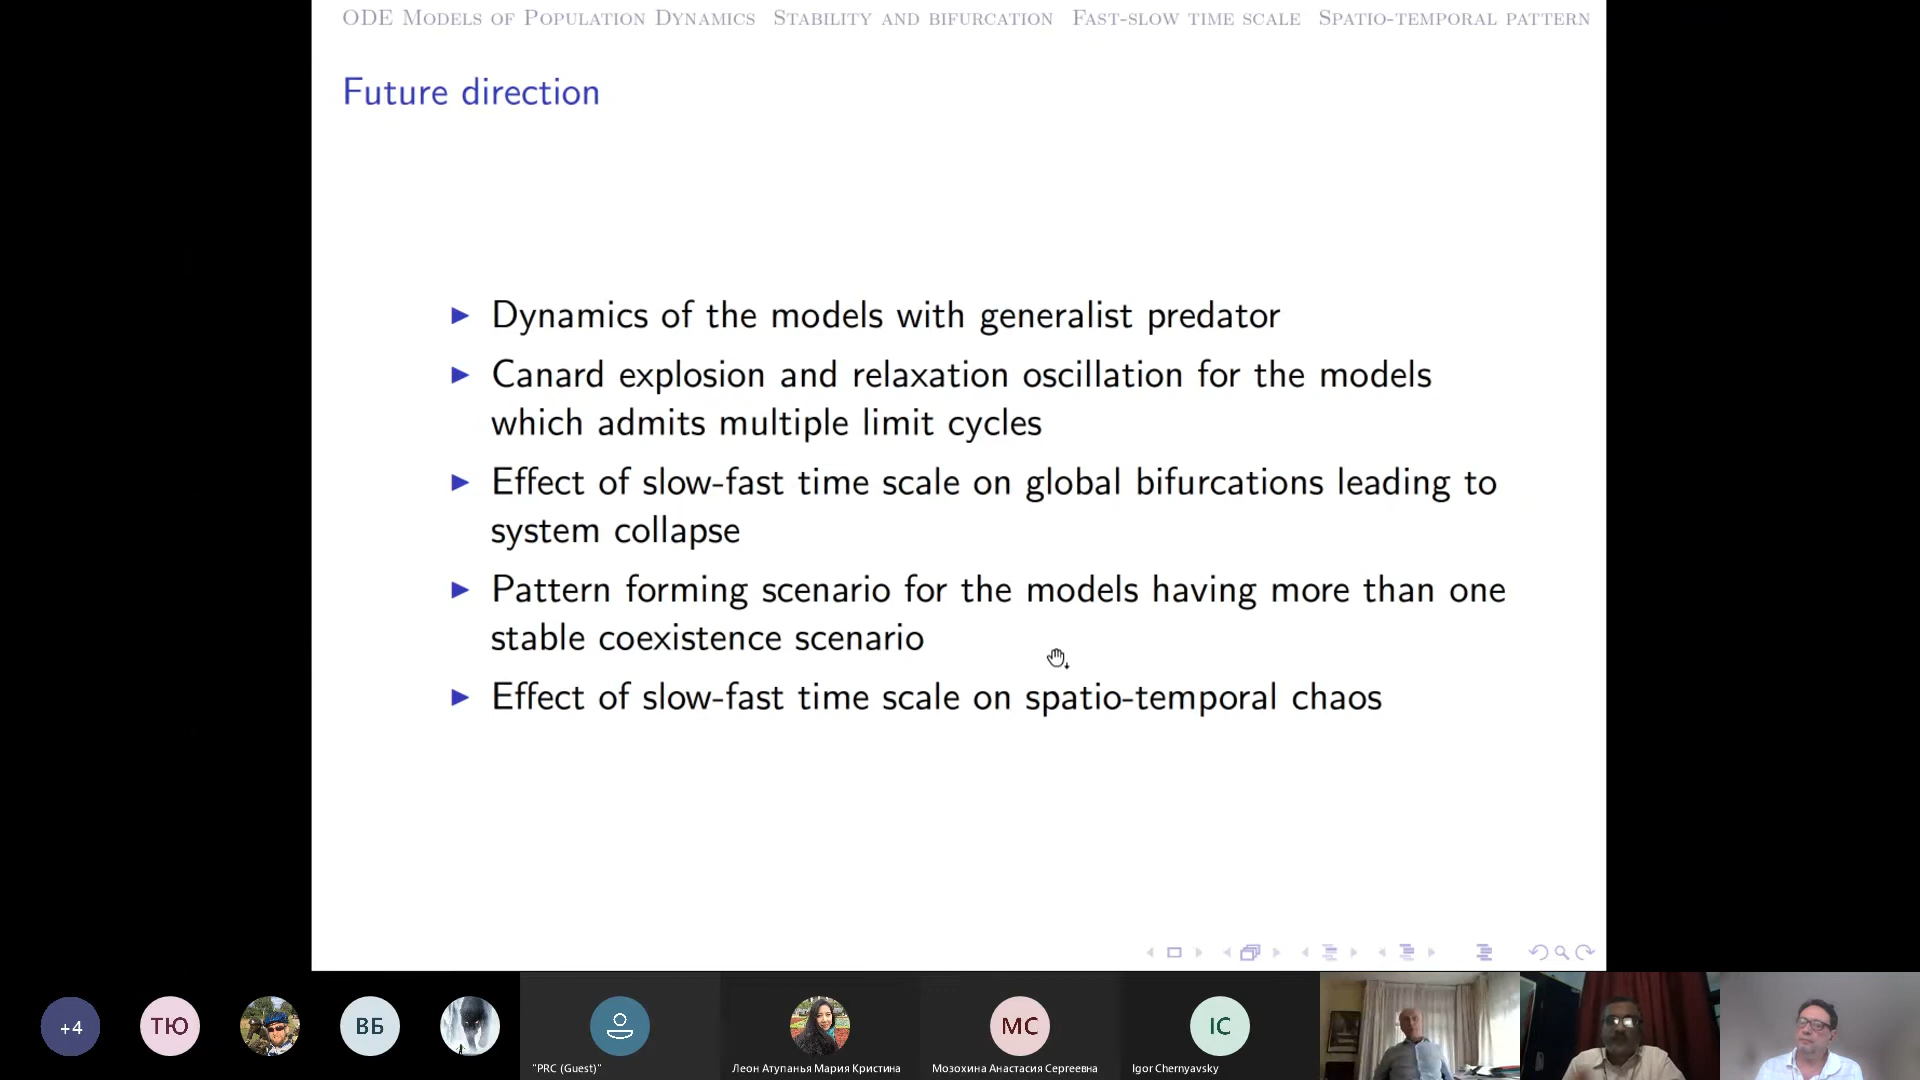 ODE Models of Population Dynamics Stability and bifurcation Fast-slow time scale Spatio-temporal pattern
Future direction
Dynamics of the models with generalist predator
Canard explosion and relaxation oscillation for the models
which admits multiple limit cycles
Effect of slow-fast time scale on global bifurcations leading to
system collapse
Pattern forming scenario for the models having more than one
stable coexistence scenario
Effect of slow-fast time scale on spatio-temporal chaos
+4
ТЮ
ВБ
МС
IC
"PRC (Guest)"
Леон Атупанья Мария Кристина
Мозохина Анастасия Сергеевна
Igor Chernyavsky